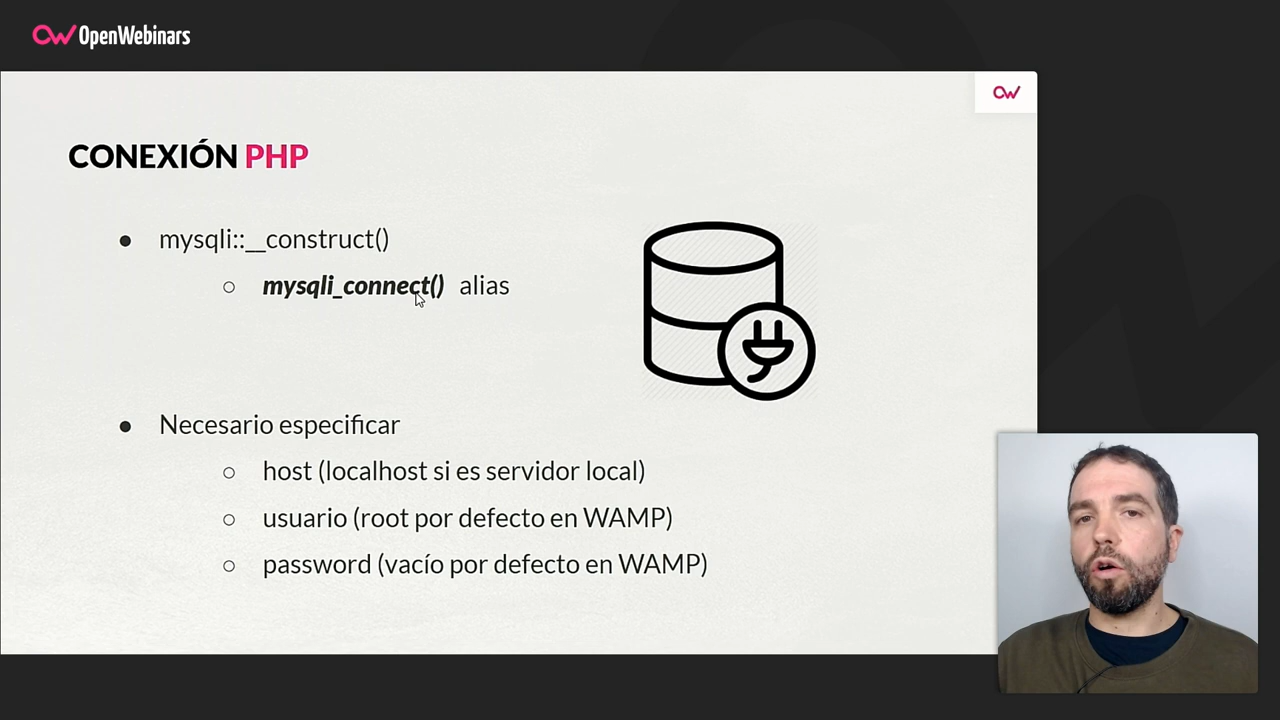 OpenWebinars
CONEXIÓN PHP
● mysqli::__construct()
○ mysqli_connect() alias
● Necesario especificar
○ host (localhost si es servidor local)
○ usuario (root por defecto en WAMP)
○ password (vacío por defecto en WAMP)